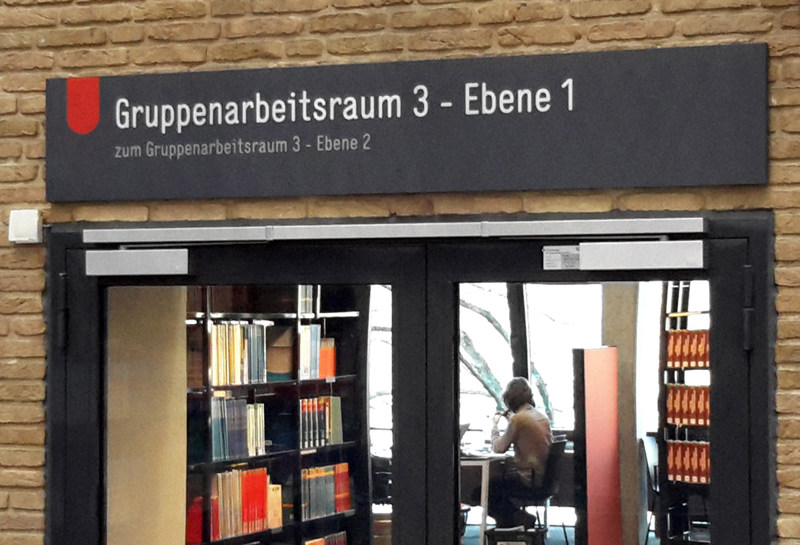 Gruppenarbeitsraum 3 - Ebene 1
zum Gruppenarbeitsraum 3 - Ebene 2